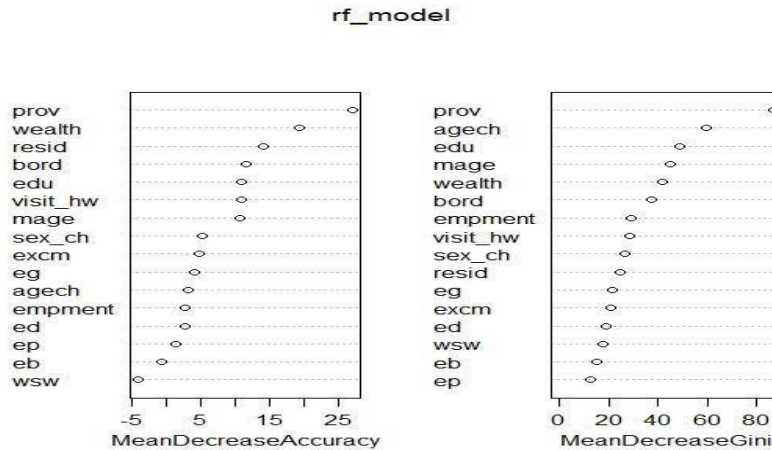 rf_model
prov
wealth
resid
bord
edu
visit_hw
mage
sex_ch
excm
eg
agech
empment
ed
ep
eb
wsw
-5 5 15 25
MeanDecreaseAccuracy
prov
agech
edu
mage
wealth
bord
empment
visit_hw
sex_ch
resid
eg
excm
ed
wsw
eb
ep
0 20 40 60 80
MeanDecreaseGini